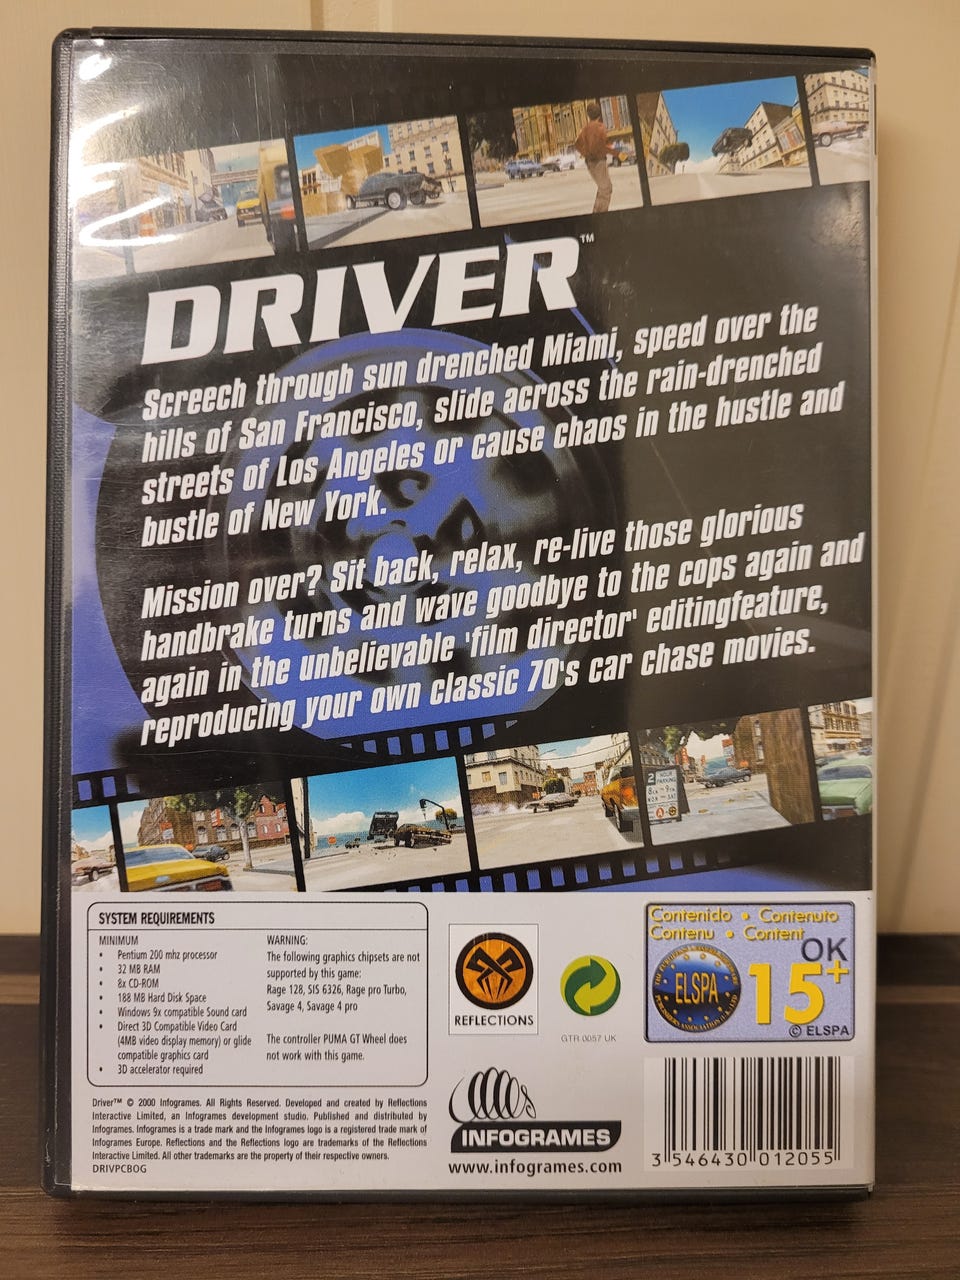 DRIVER™
Screech through sun drenched Miami, speed over the
hills of San Francisco, slide across the rain-drenched
streets of Los Angeles or cause chaos in the hustle and
bustle of New York.
Mission over? Sit back, relax, re-live those glorious
handbrake turns and wave goodbye to the cops again and
again in the unbelievable 'film director' editingfeature,
reproducing your own classic 70's car chase movies.
2 HOUR
PARKING
SYSTEM REQUIREMENTS
MINIMUM
• Pentium 200 mhz processor
• 32 MB RAM
• 8x CD-ROM
• 188 MB Hard Disk Space
• Windows 9x compatible Sound card
• Direct 3D Compatible Video Card
(4MB video display memory) or glide
compatible graphics card
• 3D accelerator required
WARNING:
The following graphics chipsets are not
supported by this game:
Rage 128, SIS 6326, Rage pro Turbo,
Savage 4, Savage 4 pro
The controller PUMA GT Wheel does
not work with this game.
REFLECTIONS
GTR 0057 UK
Contenido • Contenuto
Contenu • Content
OK
ELSPA
15+
© ELSPA
Driver™ © 2000 Infogrames. All Rights Reserved. Developed and created by Reflections
Interactive Limited, an Infogrames development studio. Published and distributed by
Infogrames. Infogrames is a trade mark and the Infogrames logo is a registered trade mark of
Infogrames Europe. Reflections and the Reflections logo are trademarks of the Reflections
Interactive Limited. All other trademarks are the property of their respective owners.
DRIVPCBOG
INFOGRAMES
www.infogrames.com
3 546430 012055